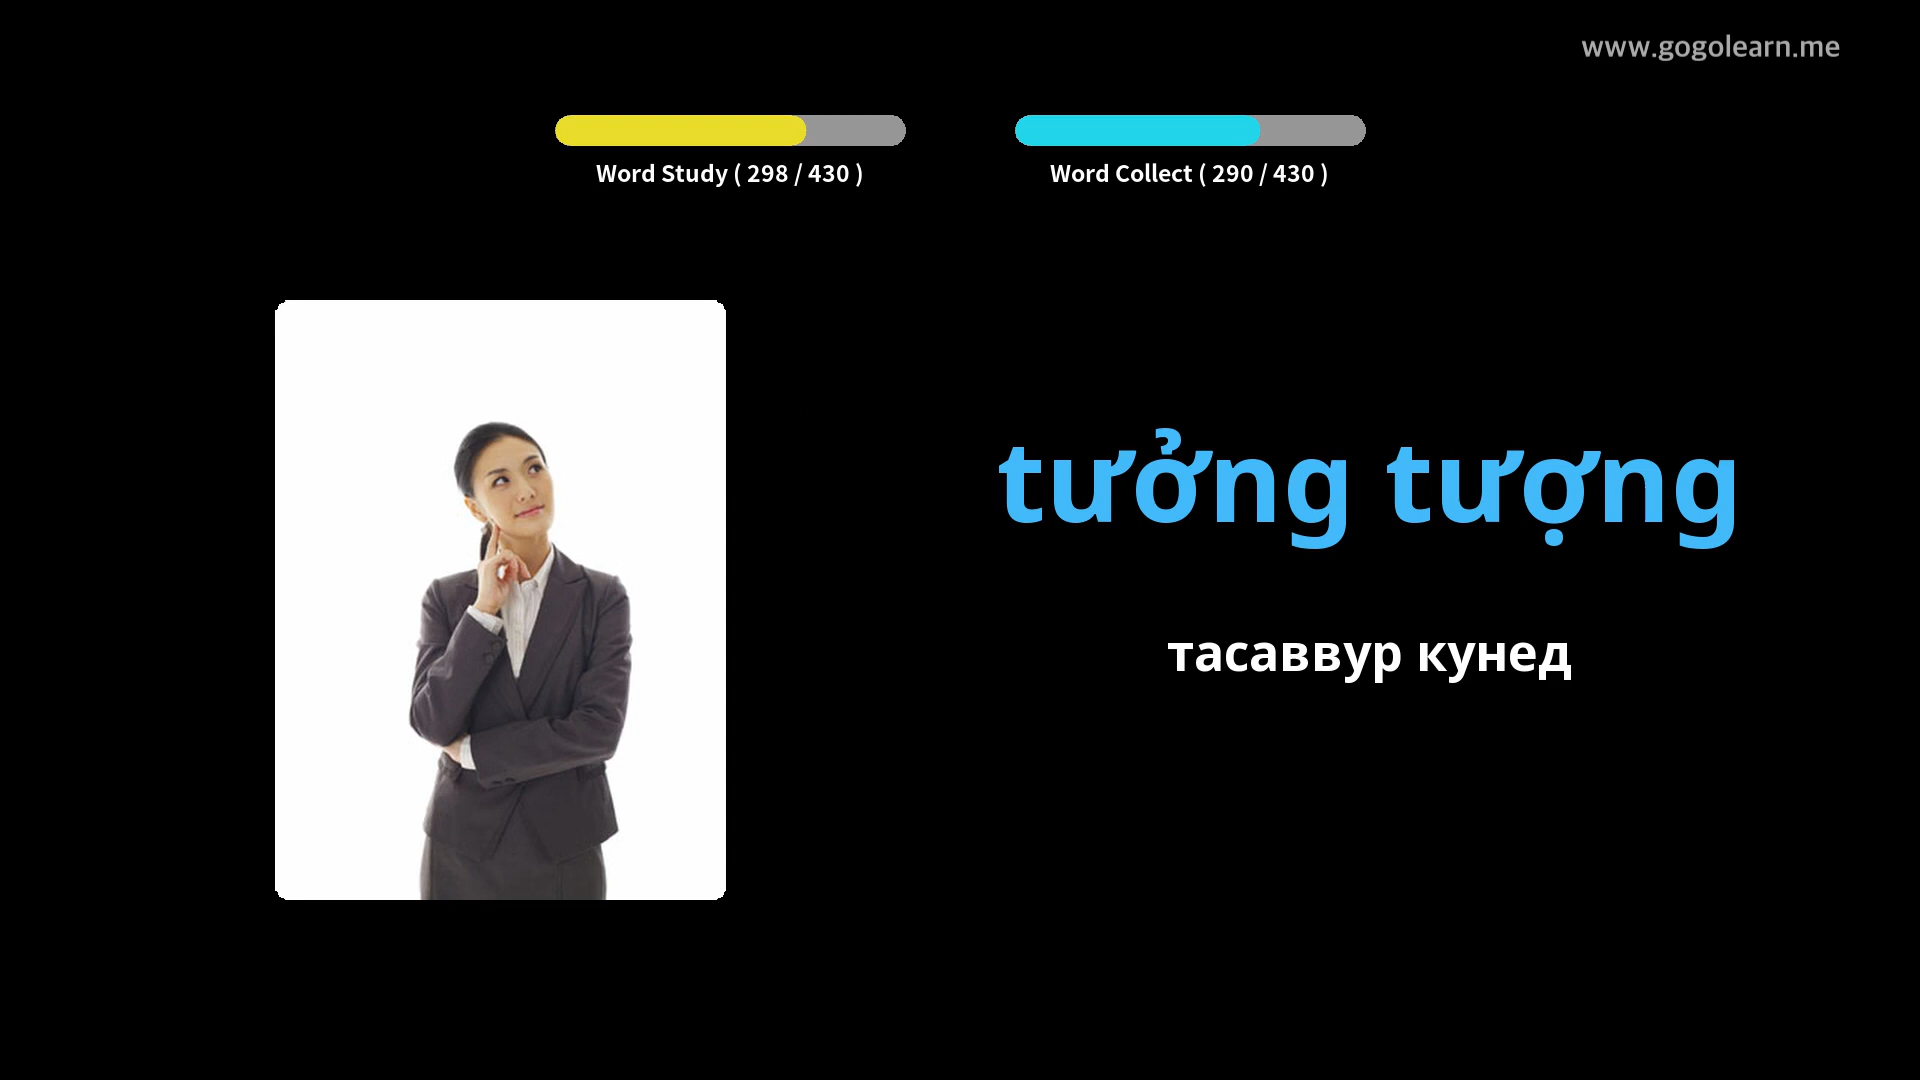 www.gogolearn.me
Word Study ( 298 / 430 )
Word Collect ( 290 / 430 )
tưởng tượng
тасаввур кунед